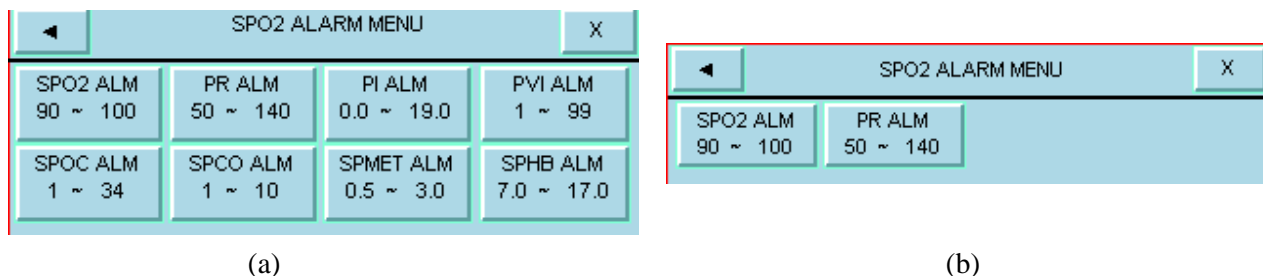 ◄ SPO2 ALARM MENU X
SPO2 ALM PR ALM PI ALM PVI ALM
90 ~ 100 50 ~ 140 0.0 ~ 19.0 1 ~ 99
SPOC ALM SPCO ALM SPMET ALM SPHB ALM
1 ~ 34 1 ~ 10 0.5 ~ 3.0 7.0 ~ 17.0
(a)
◄ SPO2 ALARM MENU X
SPO2 ALM PR ALM
90 ~ 100 50 ~ 140
(b)